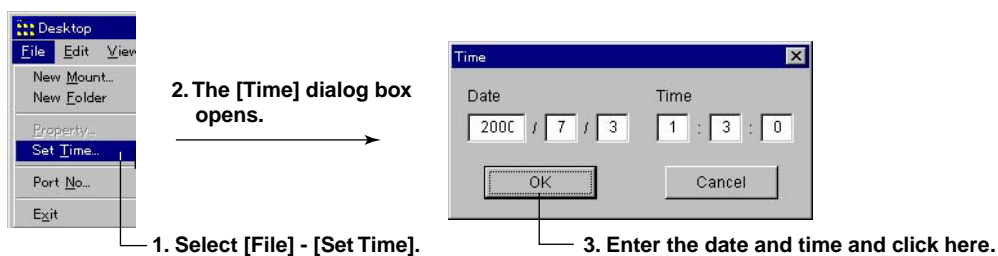 Desktop
File Edit View
New Mount...
New Folder
Property...
Set Time...
Port No...
Exit
1. Select [File] - [Set Time].
2. The [Time] dialog box
opens.
Time
Date Time
200 / 7 / 3 1 : 3 : 0
OK Cancel
3. Enter the date and time and click here.